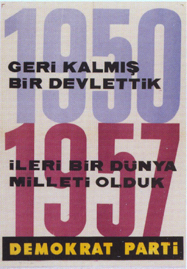 1950
GERİ KALMIŞ
BİR DEVLETTİK
1957
İLERİ BİR DÜNYA
MİLLETİ OLDUK
DEMOKRAT PARTİ